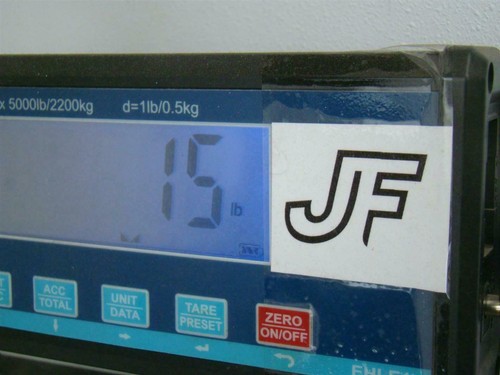 x 5000lb/2200kg d=1lb/0.5kg
15 lb
JF
ACC TOTAL
UNIT /DATA
TARE /PRESET
ZERO ON/OFF